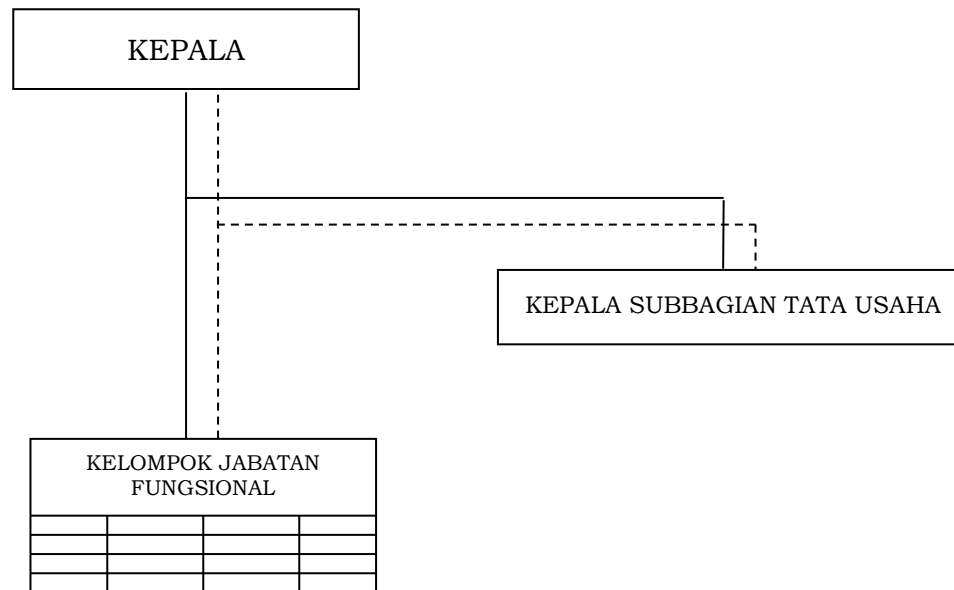 KEPALA
KEPALA SUBBAGIAN TATA USAHA
KELOMPOK JABATAN
FUNGSIONAL